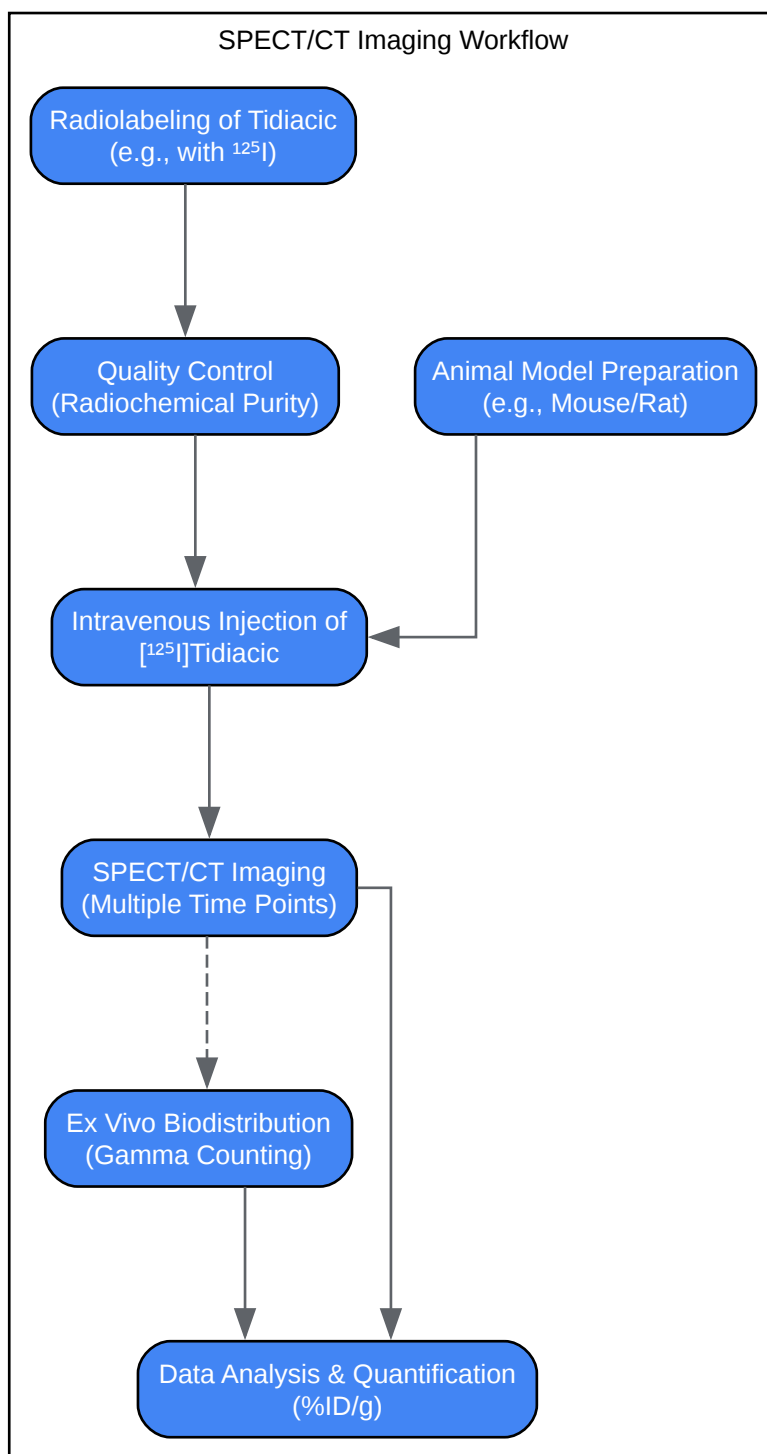 SPECT/CT Imaging Workflow
Radiolabeling of Tidiacic
(e.g., with ¹²⁵I)
Quality Control
(Radiochemical Purity)
Animal Model Preparation
(e.g., Mouse/Rat)
Intravenous Injection of
[¹²⁵I]Tidiacic
SPECT/CT Imaging
(Multiple Time Points)
Ex Vivo Biodistribution
(Gamma Counting)
Data Analysis & Quantification
(%ID/g)